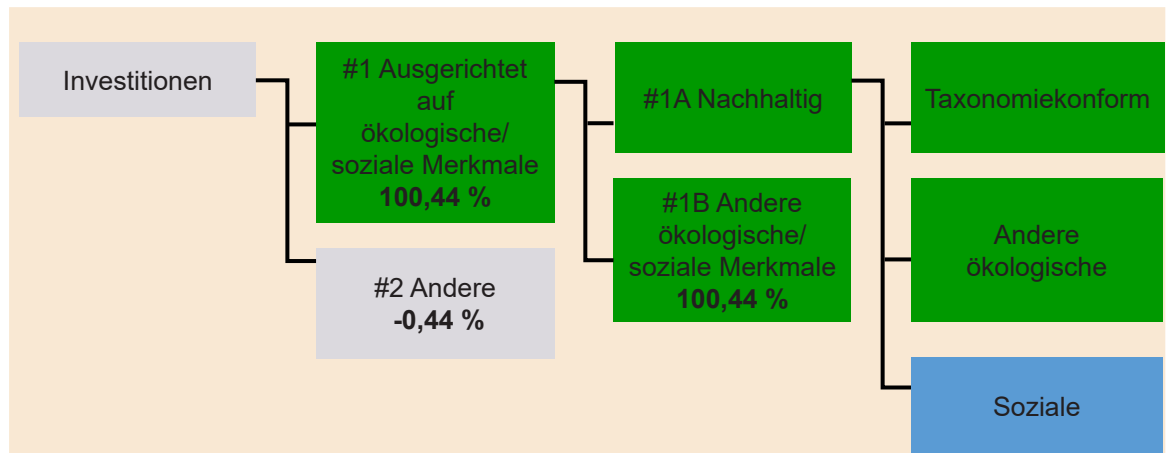 Investitionen
#1 Ausgerichtet
auf
ökologische/
soziale Merkmale
100,44 %
#2 Andere
-0,44 %
#1A Nachhaltig
#1B Andere
ökologische/
soziale Merkmale
100,44 %
Taxonomiekonform
Andere
ökologische
Soziale